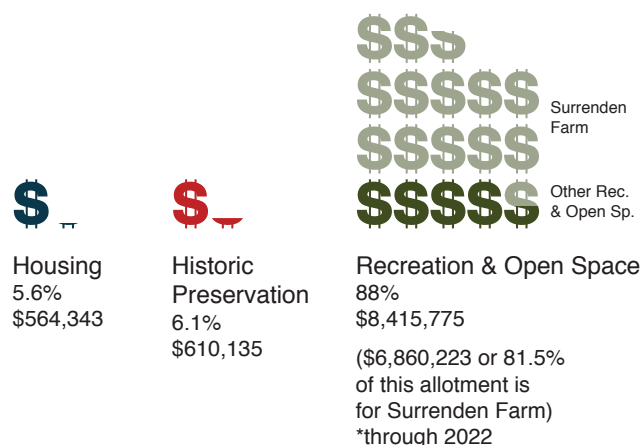 Surrenden
Farm
Other Rec.
& Open Sp.
Housing
5.6%
$564,343
Historic
Preservation
6.1%
$610,135
Recreation & Open Space
88%
$8,415,775
($6,860,223 or 81.5%
of this allotment is
for Surrenden Farm)
*through 2022